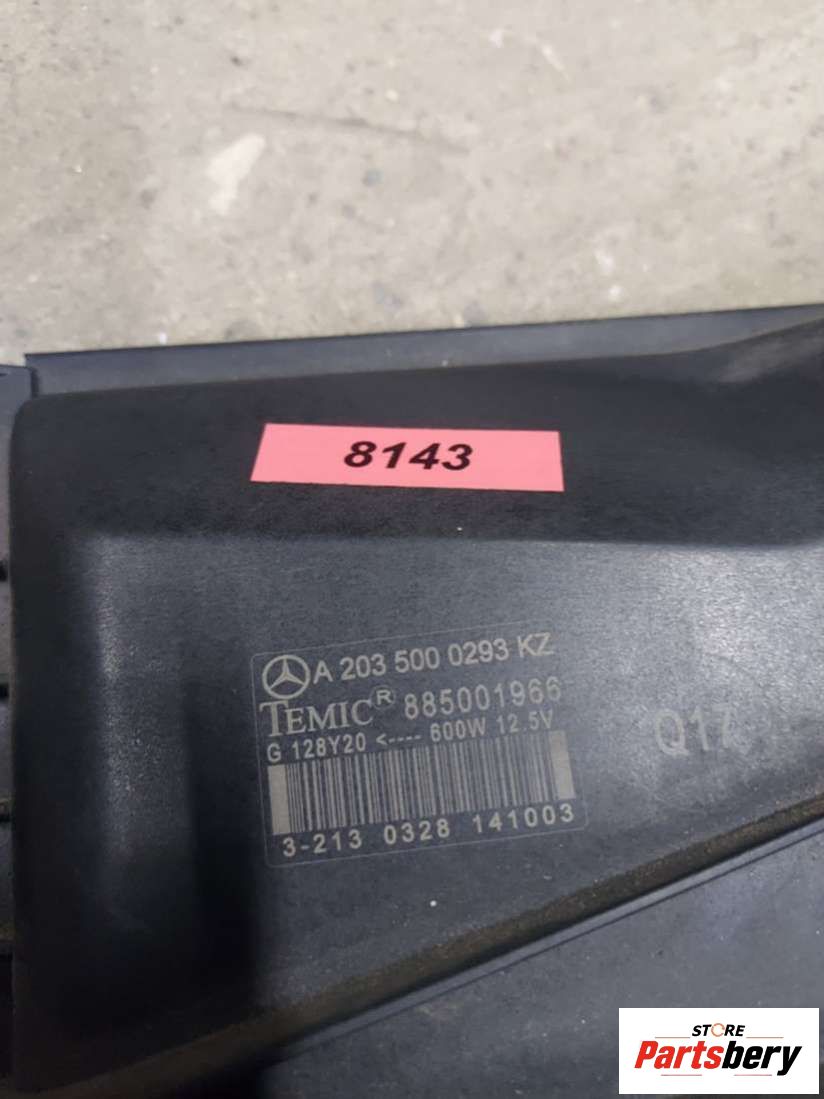 8143
A 203 500 0293 KZ
TEMIC® 885001966
G 128Y20 <---- 600W 12.5V
3-213 0328 141003
STORE
Partsbery